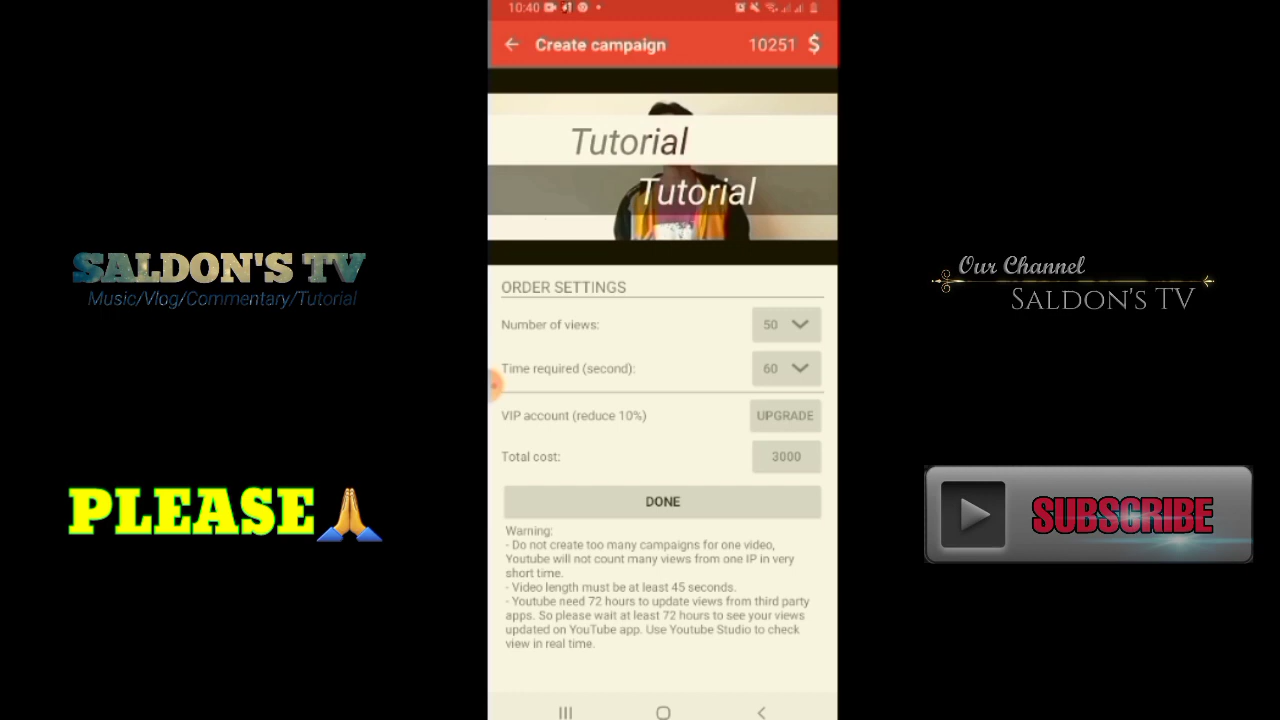 10:40
Create campaign 10251 $
Tutorial
Tutorial
SALDON'S TV
Music/Vlog/Commentary/Tutorial
PLEASE🙏
ORDER SETTINGS
Number of views: 50
Time required (second): 60
VIP account (reduce 10%) UPGRADE
Total cost: 3000
DONE
Warning:
- Do not create too many campaigns for one video,
Youtube will not count many views from one IP in very
short time.
- Video length must be at least 45 seconds.
- Youtube need 72 hours to update views from third party
apps. So please wait at least 72 hours to see your views
updated on YouTube app. Use Youtube Studio to check
view in real time.
Our Channel
SALDON'S TV
SUBSCRIBE